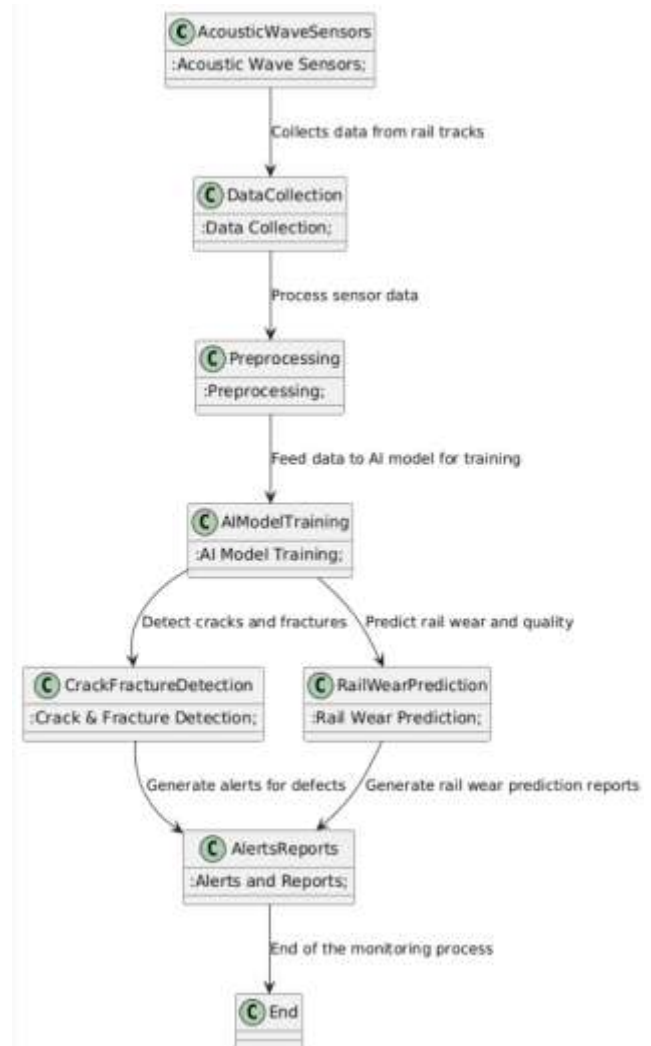 C AcousticWaveSensors
:Acoustic Wave Sensors;
Collects data from rail tracks
C DataCollection
:Data Collection;
Process sensor data
C Preprocessing
:Preprocessing;
Feed data to AI model for training
C AIModelTraining
:AI Model Training;
Detect cracks and fractures
Predict rail wear and quality
C CrackFractureDetection
:Crack & Fracture Detection;
C RailWearPrediction
:Rail Wear Prediction;
Generate alerts for defects
Generate rail wear prediction reports
C AlertsReports
:Alerts and Reports;
End of the monitoring process
C End